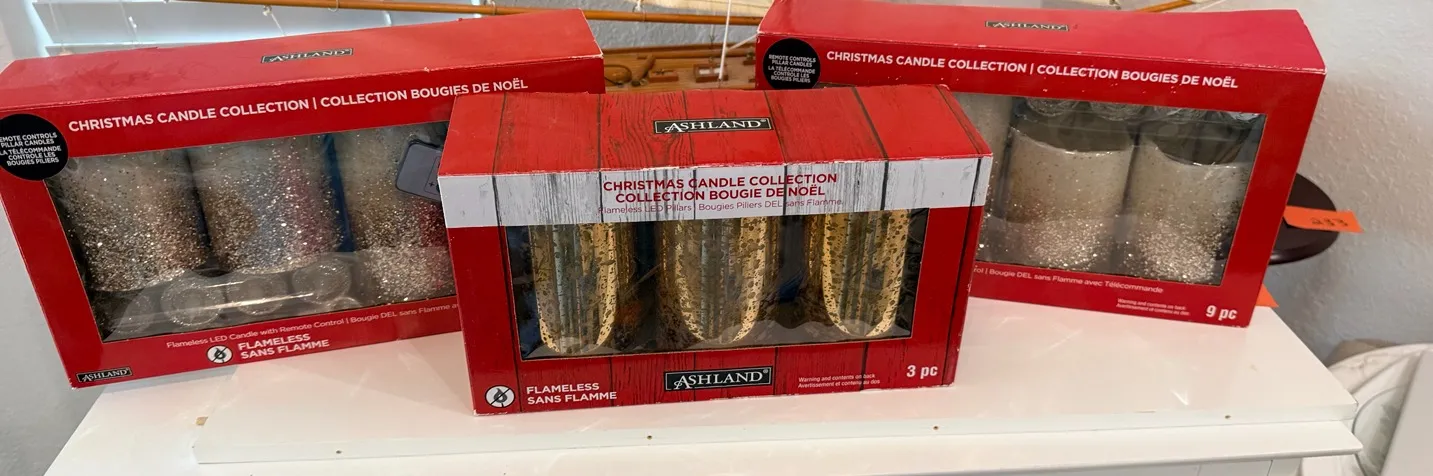 ASHLAND
CHRISTMAS CANDLE COLLECTION | COLLECTION BOUGIES DE NOËL
REMOTE CONTROLS
PILLAR CANDLES
LA TÉLÉCOMMANDE
CONTRÔLE LES
BOUGIES PILIERS
Flameless LED Candle with Remote Control | Bougie DEL sans Flamme
FLAMELESS
SANS FLAMME
ASHLAND
ASHLAND
CHRISTMAS CANDLE COLLECTION
COLLECTION BOUGIE DE NOËL
Flameless LED Pillars | Bougies Piliers DEL sans Flamme
FLAMELESS
SANS FLAMME
ASHLAND
Warning and contents on back
Avertissement et contenu au dos
3 pc
ASHLAND
REMOTE CONTROLS
PILLAR CANDLES
LA TÉLÉCOMMANDE
CONTRÔLE LES
BOUGIES PILIERS
CHRISTMAS CANDLE COLLECTION | COLLECTION BOUGIES DE NOËL
| Bougie DEL sans Flamme avec Télécommande
Warning and contents on back
Avertissement et contenu au dos
9 pc
233